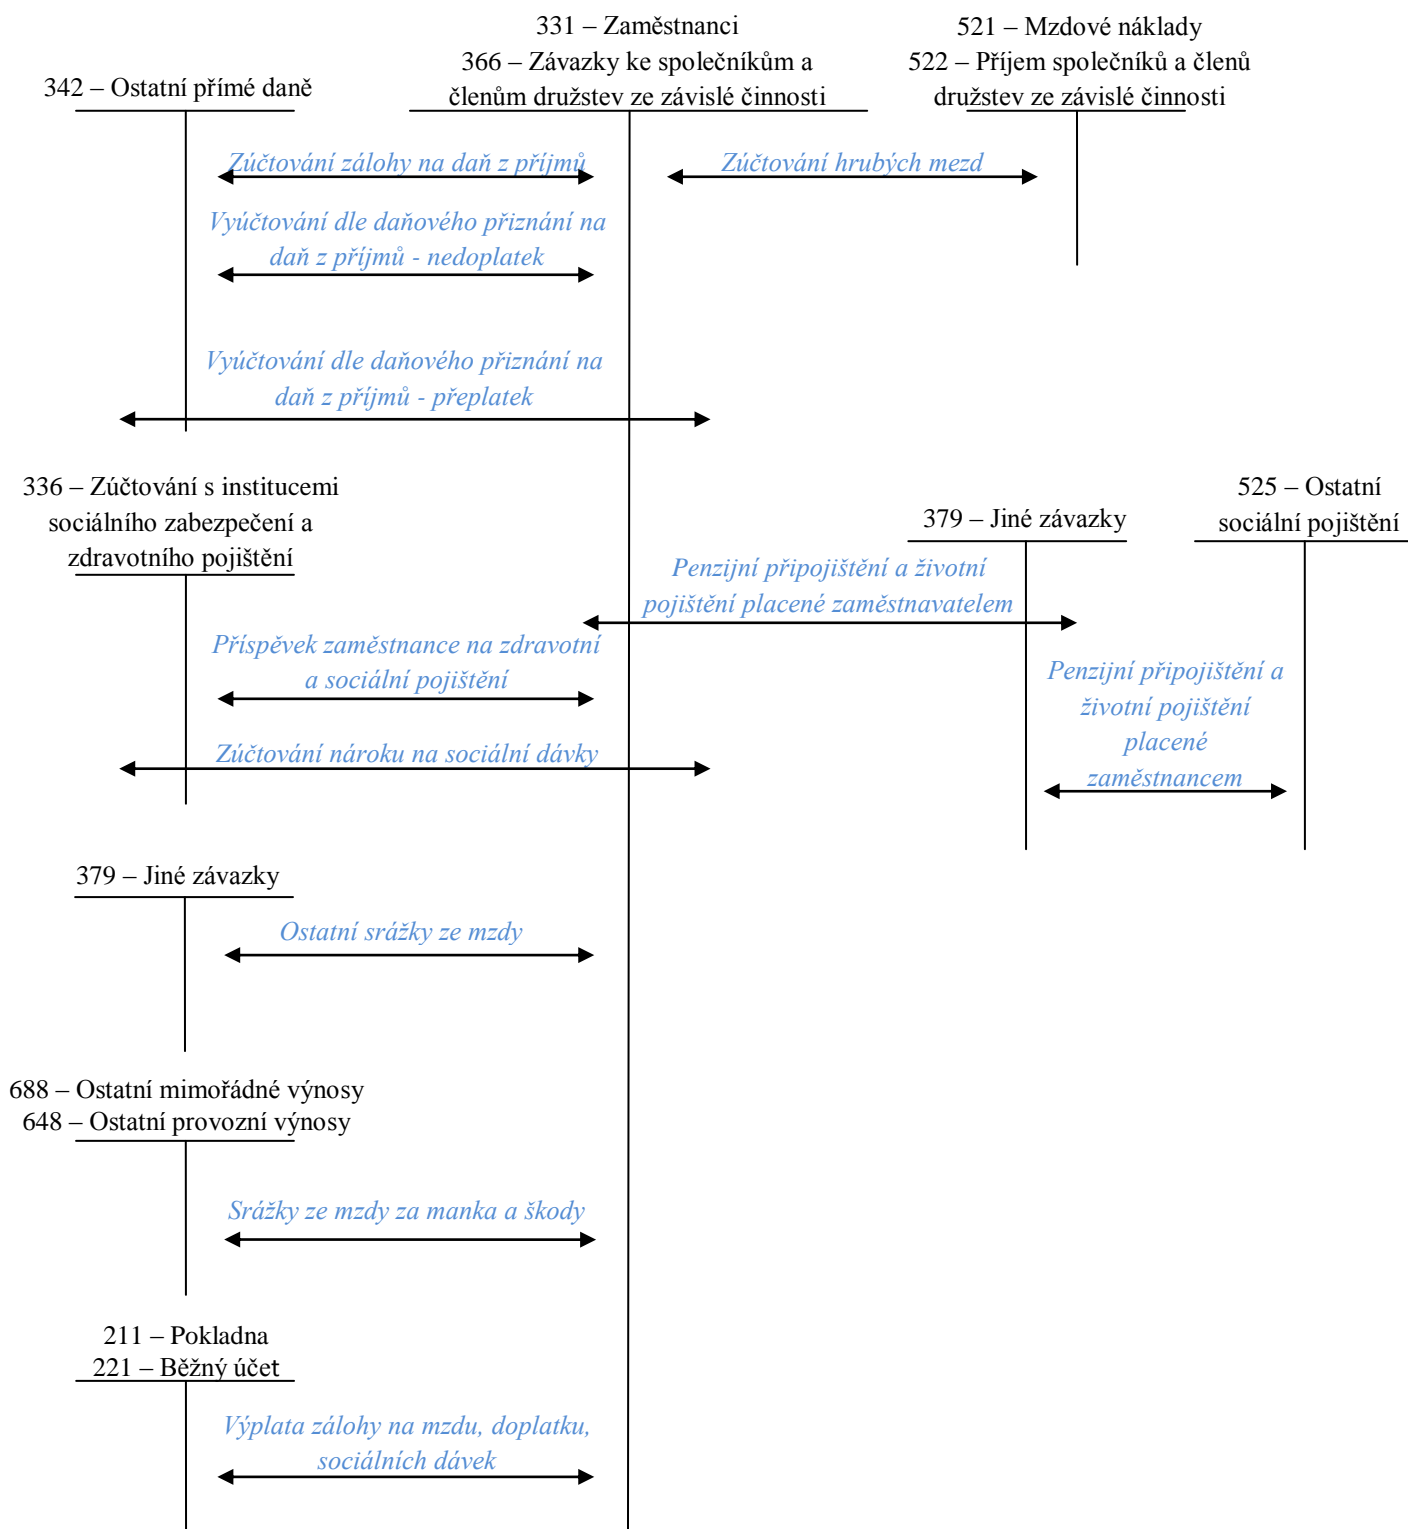 331 – Zaměstnanci
366 – Závazky ke společníkům a
členům družstev ze závislé činnosti
521 – Mzdové náklady
522 – Příjem společníků a členů
družstev ze závislé činnosti
342 – Ostatní přímé daně
Zúčtování zálohy na daň z příjmů
Zúčtování hrubých mezd
Vyúčtování dle daňového přiznání na
daň z příjmů - nedoplatek
Vyúčtování dle daňového přiznání na
daň z příjmů - přeplatek
336 – Zúčtování s institucemi
sociálního zabezpečení a
zdravotního pojištění
379 – Jiné závazky
525 – Ostatní
sociální pojištění
Penzijní připojištění a životní
pojištění placené zaměstnavatelem
Příspěvek zaměstnance na zdravotní
a sociální pojištění
Penzijní připojištění a
životní pojištění
placené
zaměstnancem
Zúčtování nároku na sociální dávky
379 – Jiné závazky
Ostatní srážky ze mzdy
688 – Ostatní mimořádné výnosy
648 – Ostatní provozní výnosy
Srážky ze mzdy za manka a škody
211 – Pokladna
221 – Běžný účet
Výplata zálohy na mzdu, doplatku,
sociálních dávek